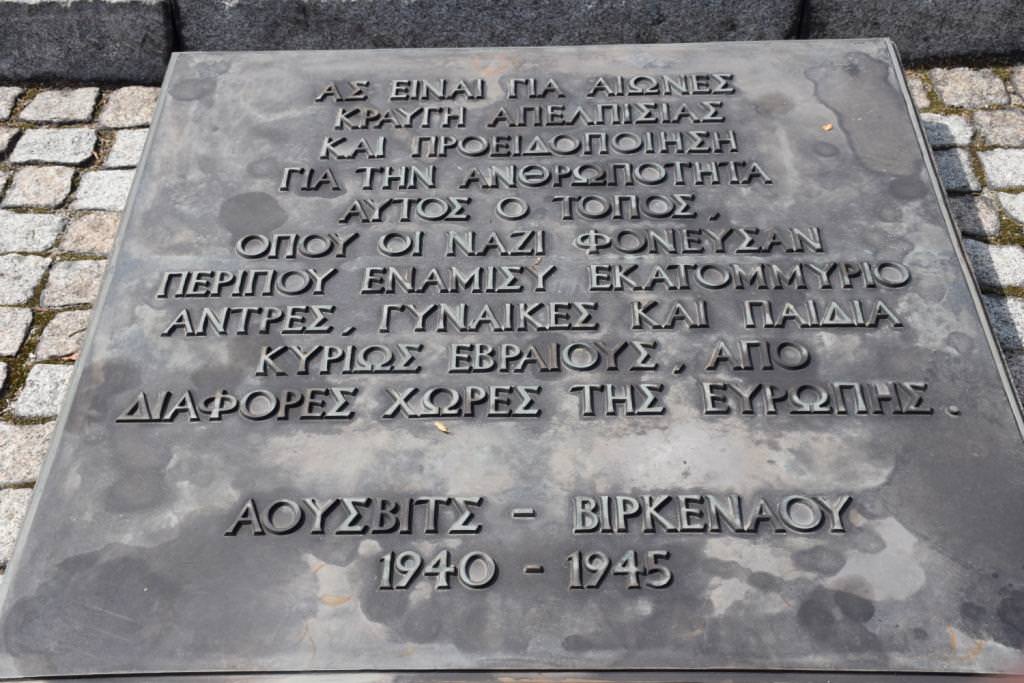 ΑΣ ΕΙΝΑΙ ΓΙΑ ΑΙΩΝΕΣ
ΚΡΑΥΓΗ ΑΠΕΛΠΙΣΙΑΣ
ΚΑΙ ΠΡΟΕΙΔΟΠΟΙΗΣΗ
ΓΙΑ ΤΗΝ ΑΝΘΡΩΠΟΤΗΤΑ
ΑΥΤΟΣ Ο ΤΟΠΟΣ,
ΟΠΟΥ ΟΙ ΝΑΖΙ ΦΟΝΕΥΣΑΝ
ΠΕΡΙΠΟΥ ΕΝΑΜΙΣΥ ΕΚΑΤΟΜΜΥΡΙΟ
ΑΝΤΡΕΣ, ΓΥΝΑΙΚΕΣ ΚΑΙ ΠΑΙΔΙΑ
ΚΥΡΙΩΣ ΕΒΡΑΙΟΥΣ, ΑΠΟ
ΔΙΑΦΟΡΕΣ ΧΩΡΕΣ ΤΗΣ ΕΥΡΩΠΗΣ.
ΑΟΥΣΒΙΤΣ - ΒΙΡΚΕΝΑΟΥ
1940 - 1945